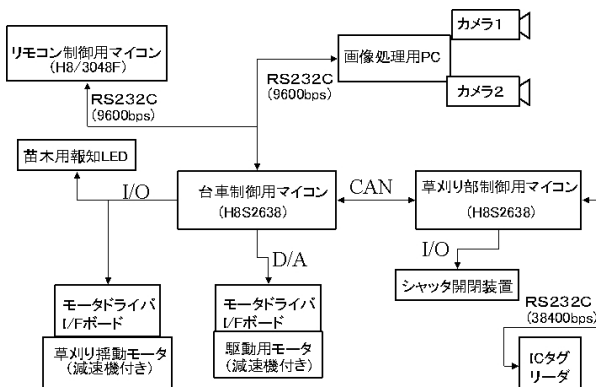 カメラ1
リモコン制御用マイコン
(H8/3048F)
画像処理用PC
カメラ2
RS232C
(9600bps)
RS232C
(9600bps)
苗木用報知LED
I/O
台車制御用マイコン
(H8S2638)
CAN
草刈り部制御用マイコン
(H8S2638)
D/A
I/O
シャッタ開閉装置
モータドライバ
I/Fボード
草刈り揺動モータ
(減速機付き)
モータドライバ
I/Fボード
駆動用モータ
(減速機付き)
RS232C
(38400bps)
ICタグ
リーダ